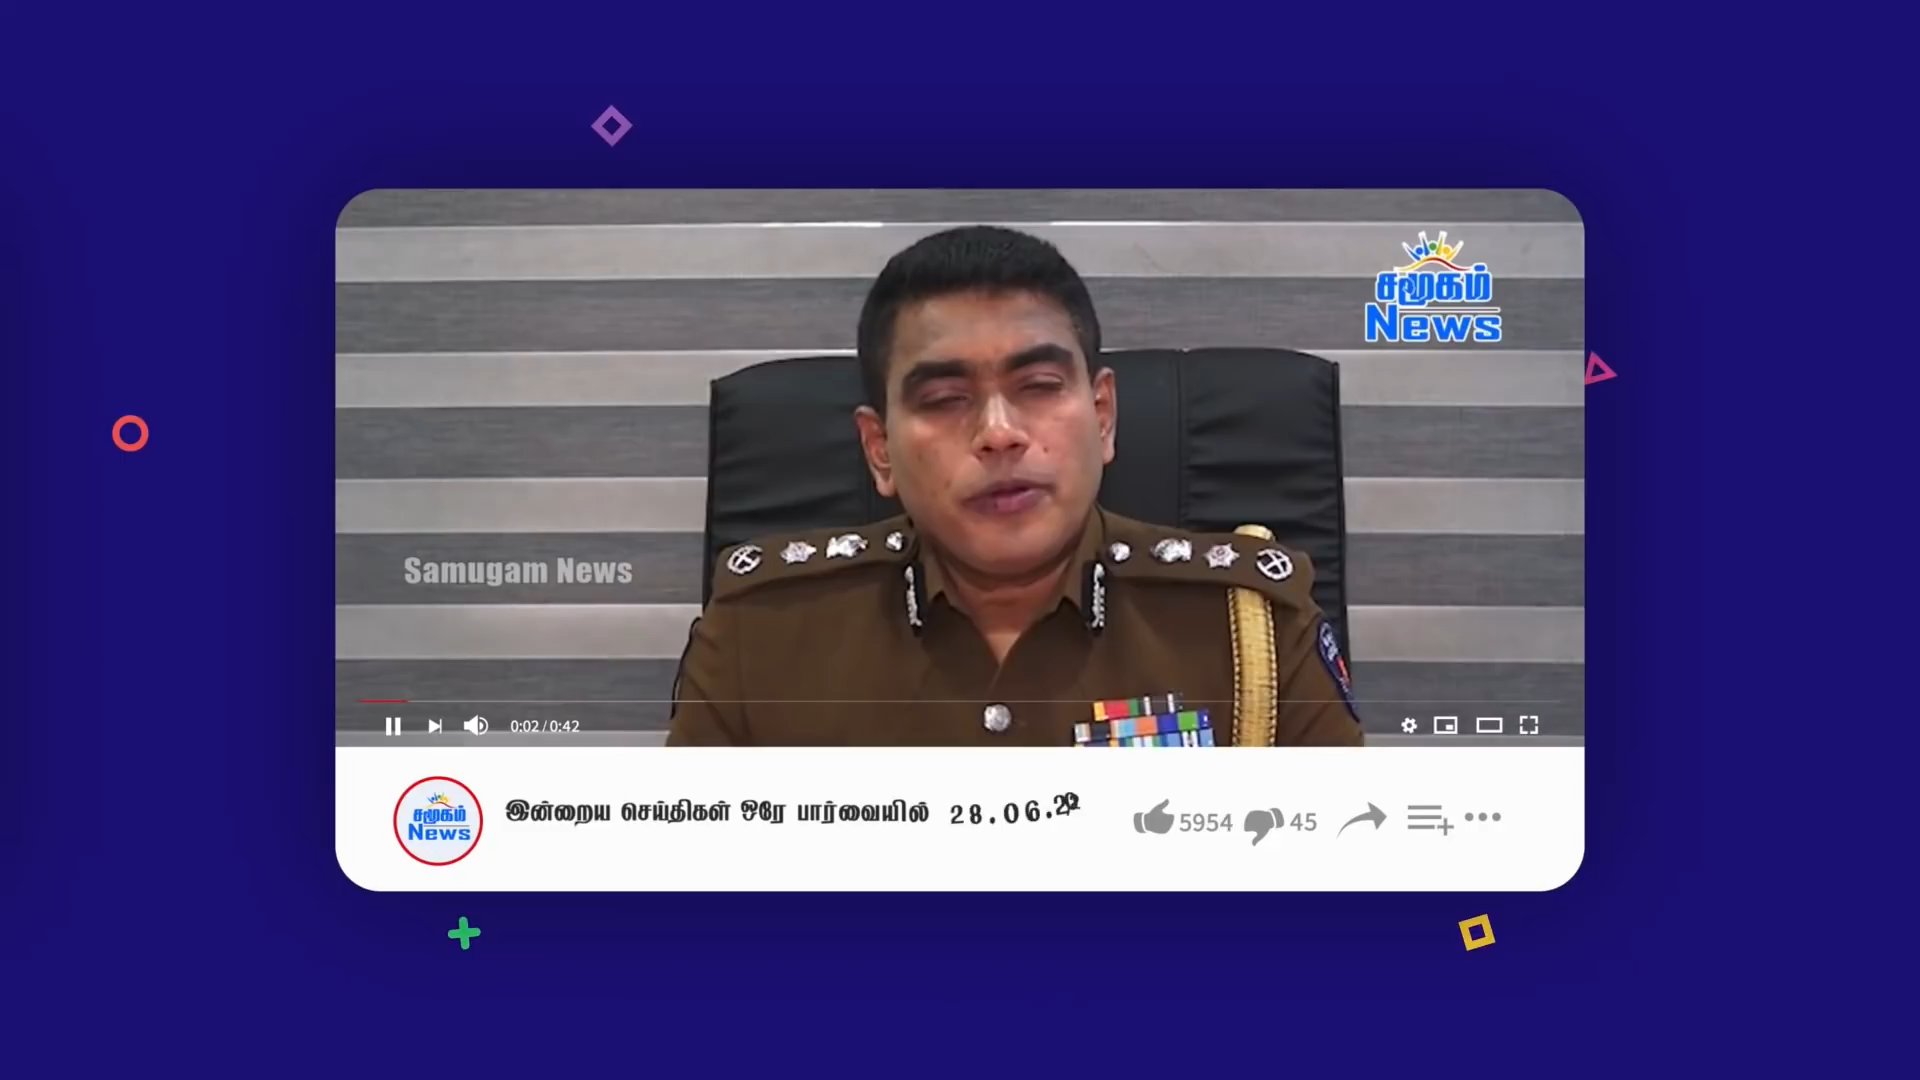 சமூகம்
News
Samugam News
0:02 / 0:42
சமூகம்
News
இன்றைய செய்திகள் ஒரே பார்வையில் 28.06.
5954
45